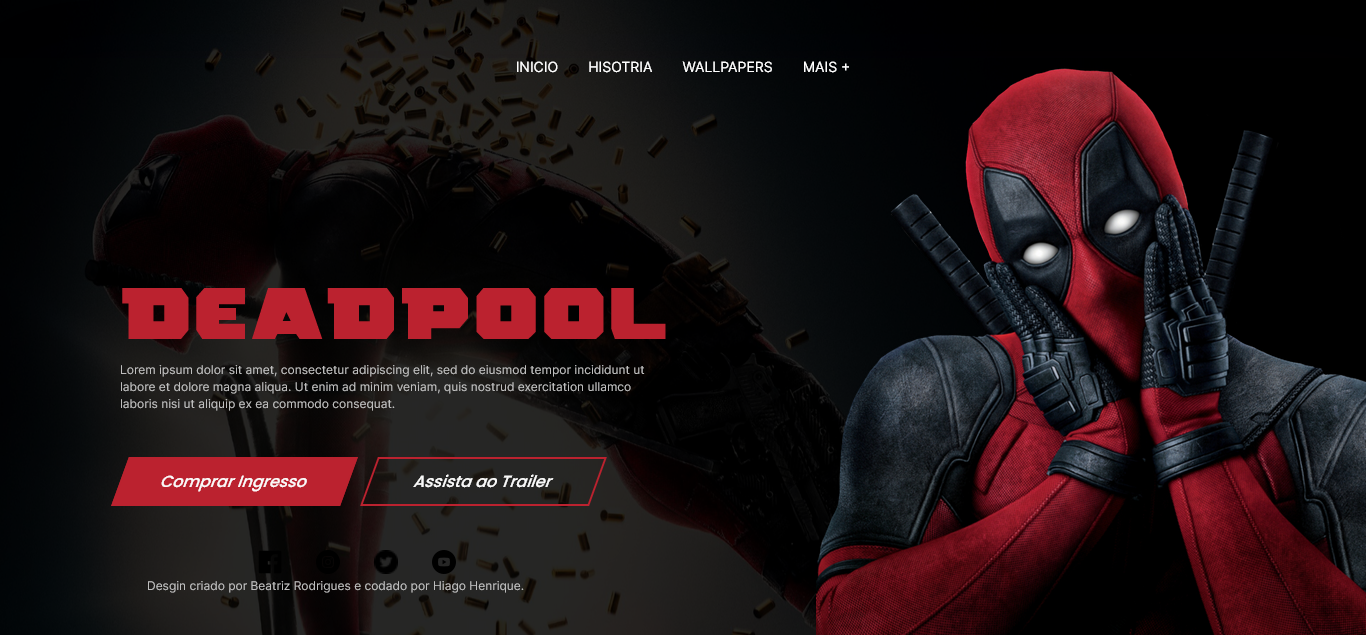 INICIO HISOTRIA WALLPAPERS MAIS +
DEADPOOL
Lorem ipsum dolor sit amet, consectetur adipiscing elit, sed do eiusmod tempor incididunt ut
labore et dolore magna aliqua. Ut enim ad minim veniam, quis nostrud exercitation ullamco
laboris nisi ut aliquip ex ea commodo consequat.
Comprar Ingresso Assista ao Trailer
Desgin criado por Beatriz Rodrigues e codado por Hiago Henrique.